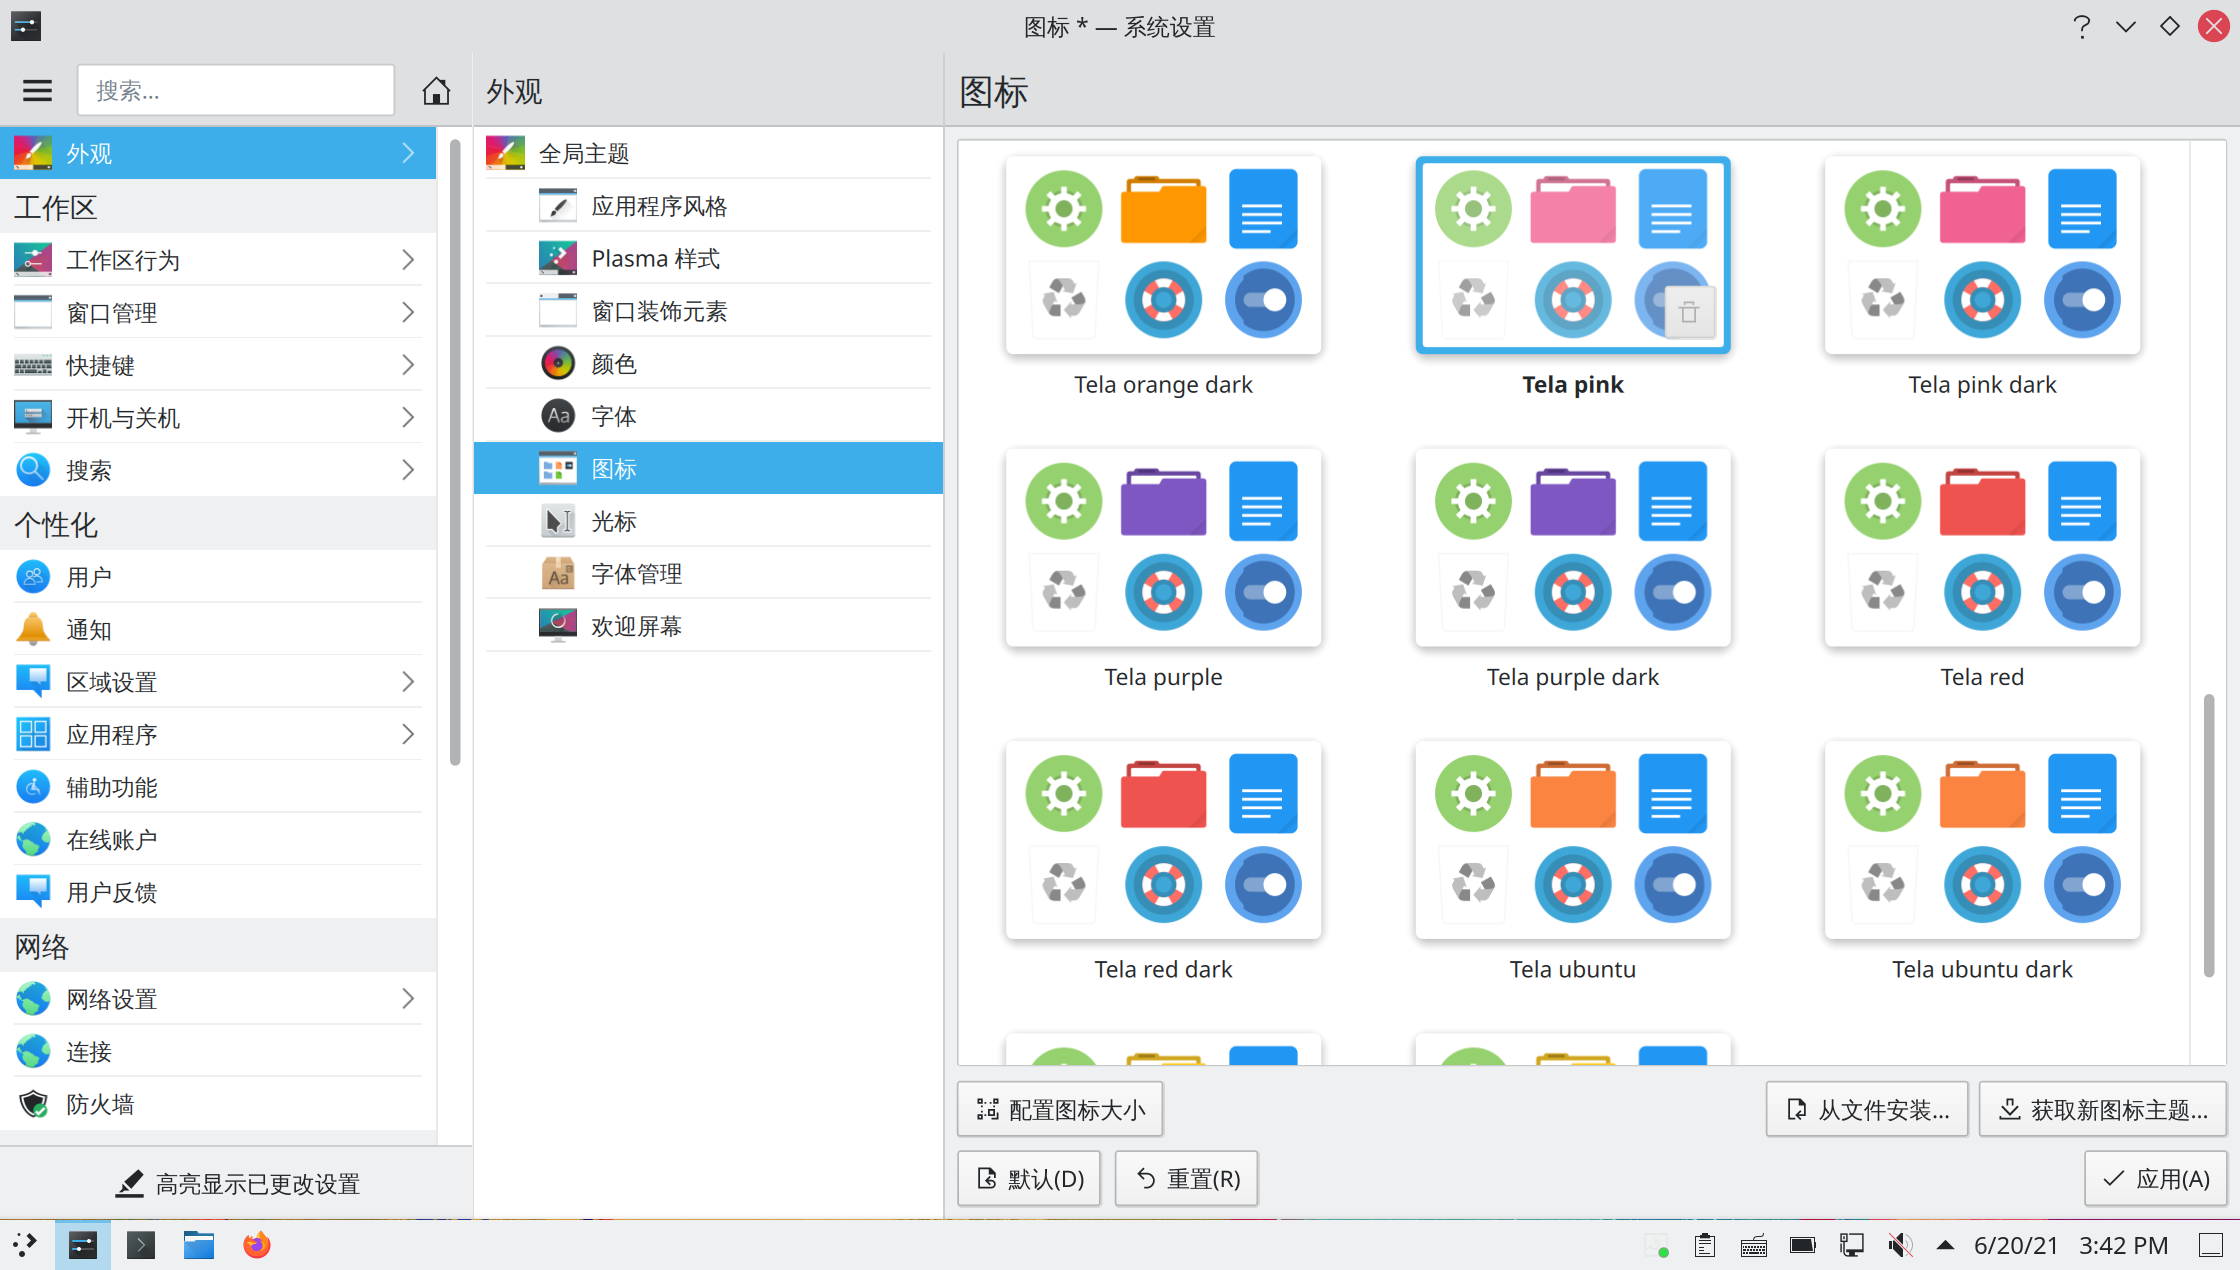 图标 * — 系统设置
搜索...
外观
图标
外观
工作区
工作区行为
窗口管理
快捷键
开机与关机
搜索
个性化
用户
通知
区域设置
应用程序
辅助功能
在线账户
用户反馈
网络
网络设置
连接
防火墙
高亮显示已更改设置
全局主题
应用程序风格
Plasma 样式
窗口装饰元素
颜色
Aa
字体
图标
光标
Aa
字体管理
欢迎屏幕
Tela orange dark
Tela pink
Tela pink dark
Tela purple
Tela purple dark
Tela red
Tela red dark
Tela ubuntu
Tela ubuntu dark
配置图标大小
从文件安装...
获取新图标主题...
默认(D)
重置(R)
应用(A)
6/20/21
3:42 PM